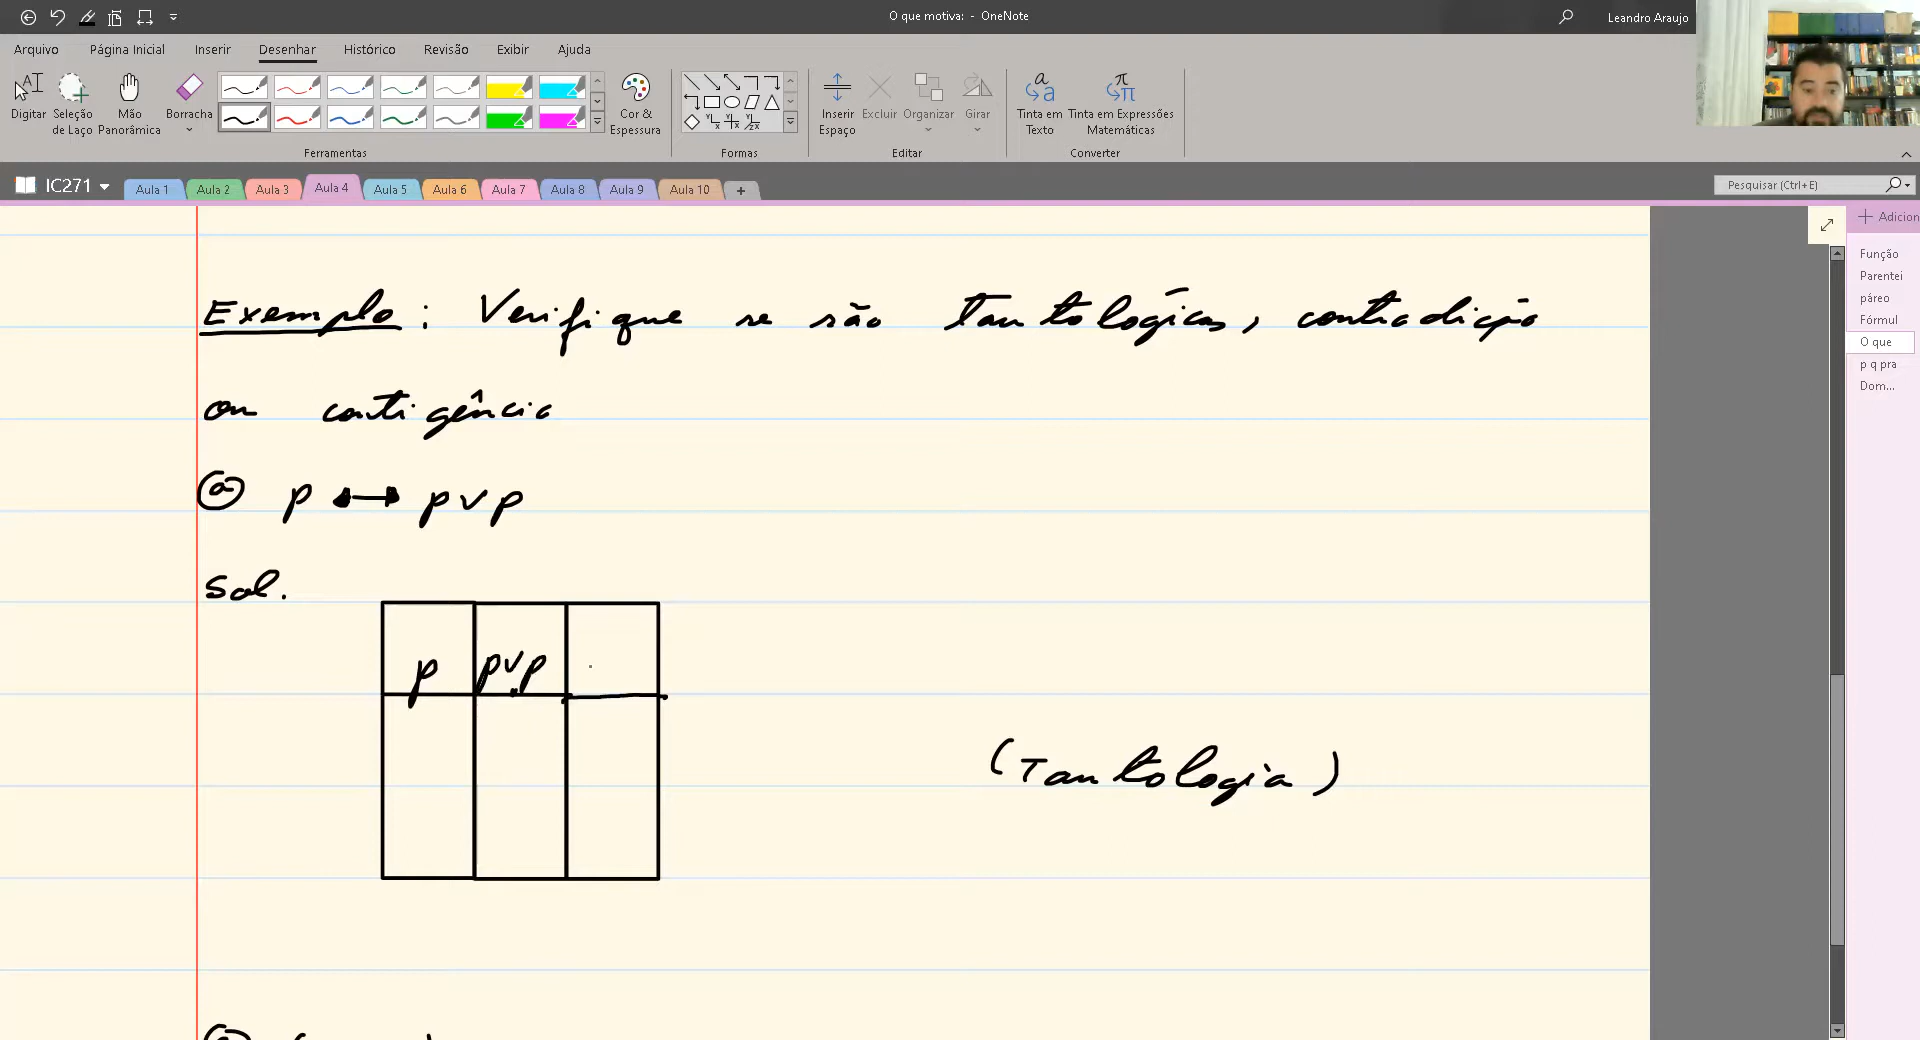 O que motiva: - OneNote
Leandro Araujo
Arquivo Página Inicial Inserir Desenhar Histórico Revisão Exibir Ajuda
Digitar
Seleção de Laço
Mão Panorâmica
Borracha
Cor & Espessura
Inserir Espaço
Excluir
Organizar
Girar
Tinta em Texto
Tinta em Expressões Matemáticas
Ferramentas Formas Editar Converter
IC271 Aula 1 Aula 2 Aula 3 Aula 4 Aula 5 Aula 6 Aula 7 Aula 8 Aula 9 Aula 10 +
Pesquisar (Ctrl+E)
Adicion
Função
Parentei
páreo
Fórmul
O que
p q pra
Dom...
Exemplo: Verifique se são tautológicas, contradição
ou contigência
ⓐ p ↔ p v p
Sol.
p pvp
(Tautologia)